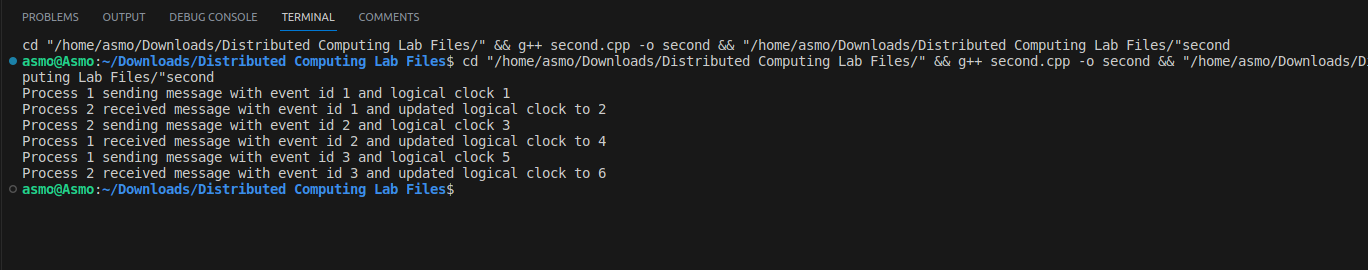 PROBLEMS OUTPUT DEBUG CONSOLE TERMINAL COMMENTS
cd "/home/asmo/Downloads/Distributed Computing Lab Files/" && g++ second.cpp -o second && "/home/asmo/Downloads/Distributed Computing Lab Files/"second
asmo@Asmo:~/Downloads/Distributed Computing Lab Files$ cd "/home/asmo/Downloads/Distributed Computing Lab Files/" && g++ second.cpp -o second && "/home/asmo/Downloads/Di
puting Lab Files/"second
Process 1 sending message with event id 1 and logical clock 1
Process 2 received message with event id 1 and updated logical clock to 2
Process 2 sending message with event id 2 and logical clock 3
Process 1 received message with event id 2 and updated logical clock to 4
Process 1 sending message with event id 3 and logical clock 5
Process 2 received message with event id 3 and updated logical clock to 6
asmo@Asmo:~/Downloads/Distributed Computing Lab Files$